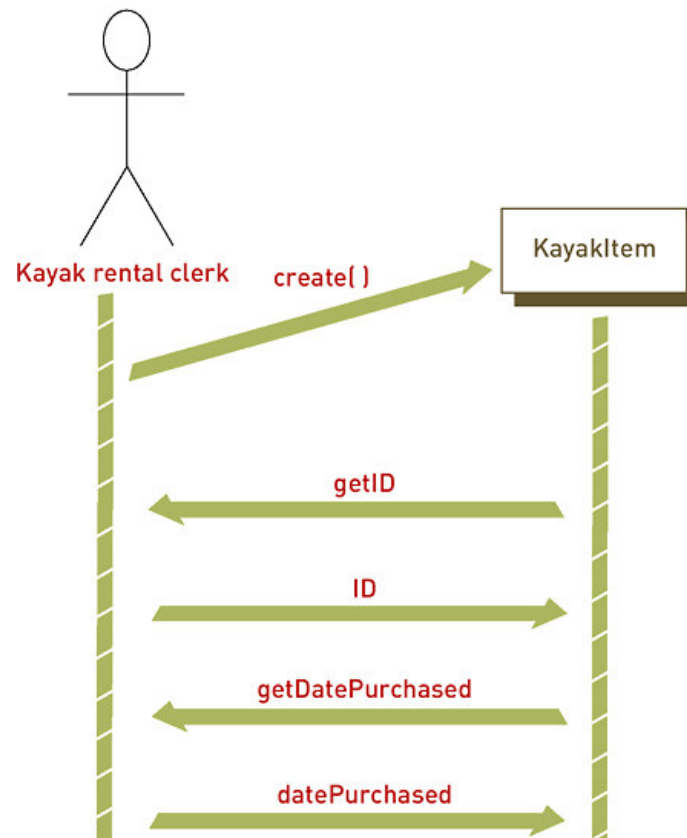 Kayak rental clerk
create( )
KayakItem
getID
ID
getDatePurchased
datePurchased